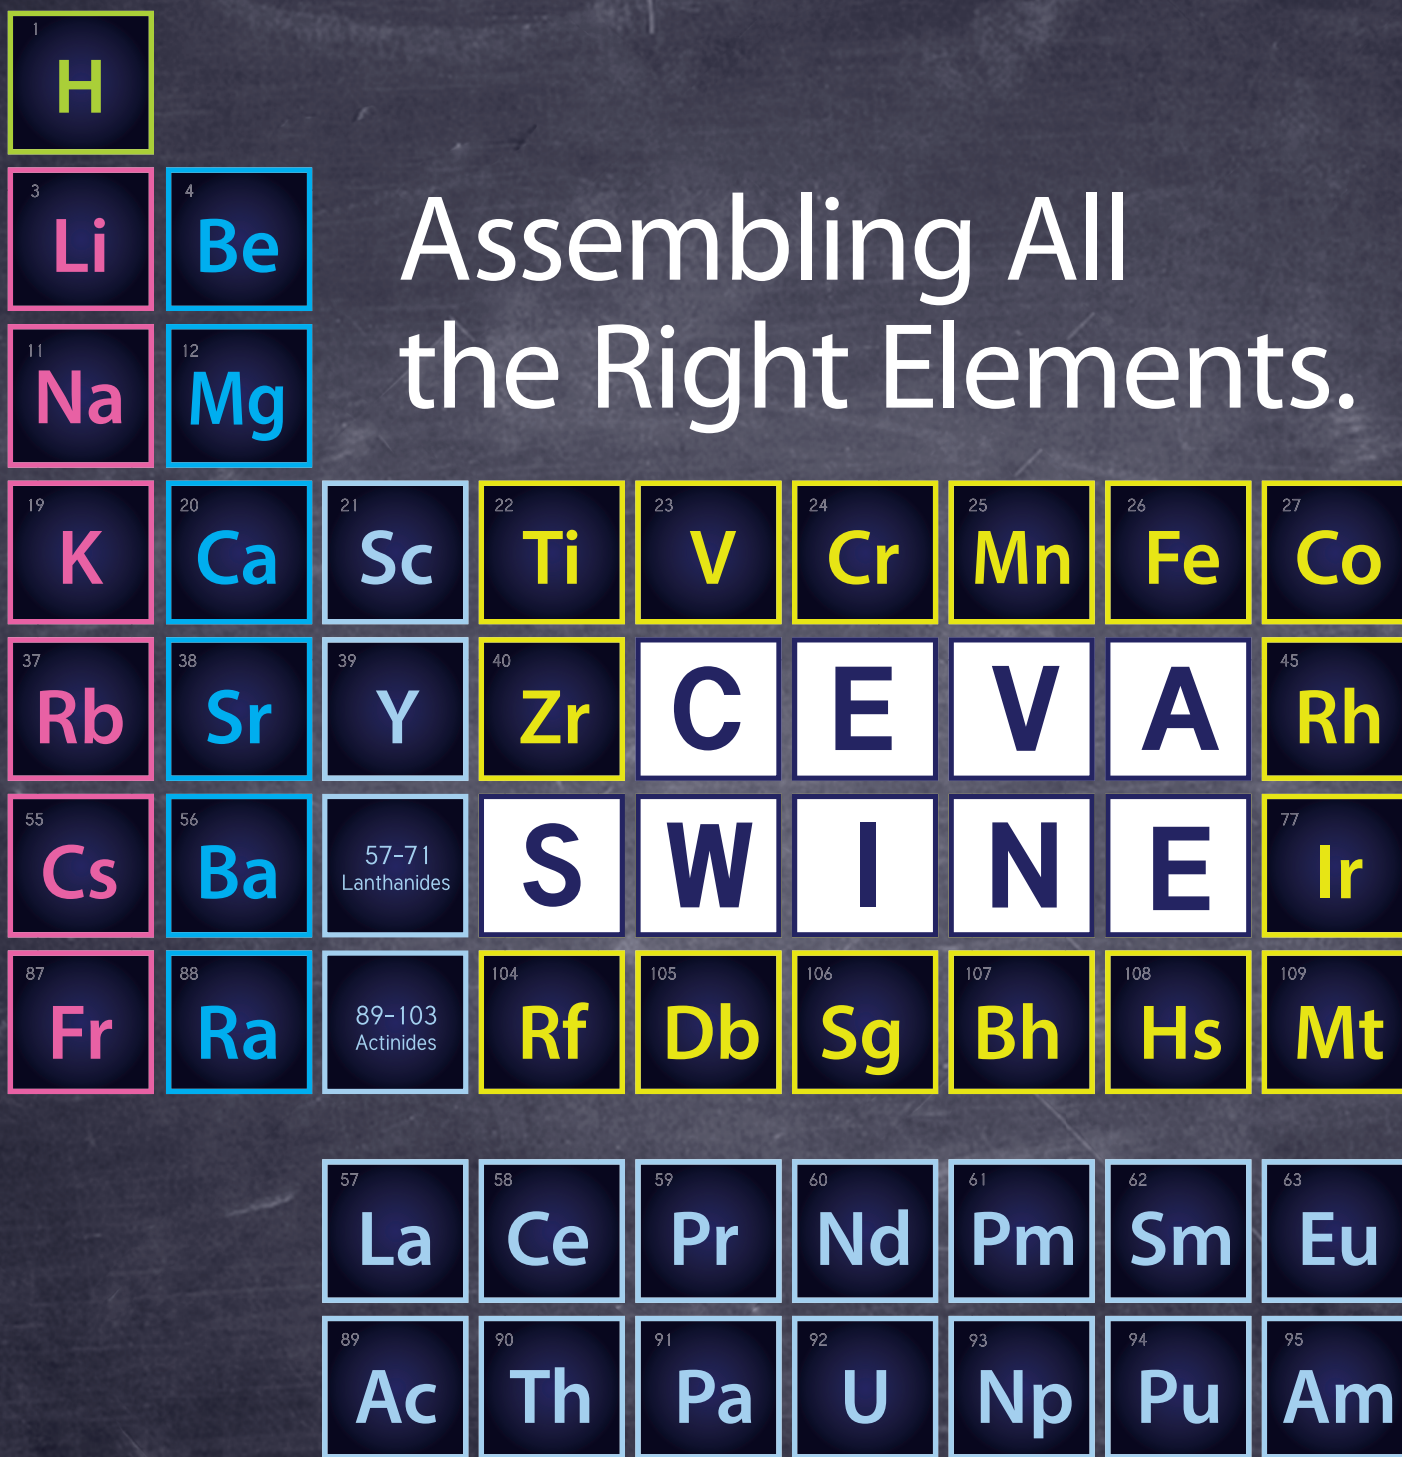 1
H
3
Li
4
Be
Assembling All
the Right Elements.
11
Na
12
Mg
19 20 21 22 23 24 25 26 27
K Ca Sc Ti V Cr Mn Fe Co
37 38 39 40 45
Rb Sr Y Zr C E V A Rh
55 56 77
Cs Ba 57-71 S W I N E Ir
Lanthanides
87 88 104 105 106 107 108 109
Fr Ra 89-103 Rf Db Sg Bh Hs Mt
Actinides
57 58 59 60 61 62 63
La Ce Pr Nd Pm Sm Eu
89 90 91 92 93 94 95
Ac Th Pa U Np Pu Am